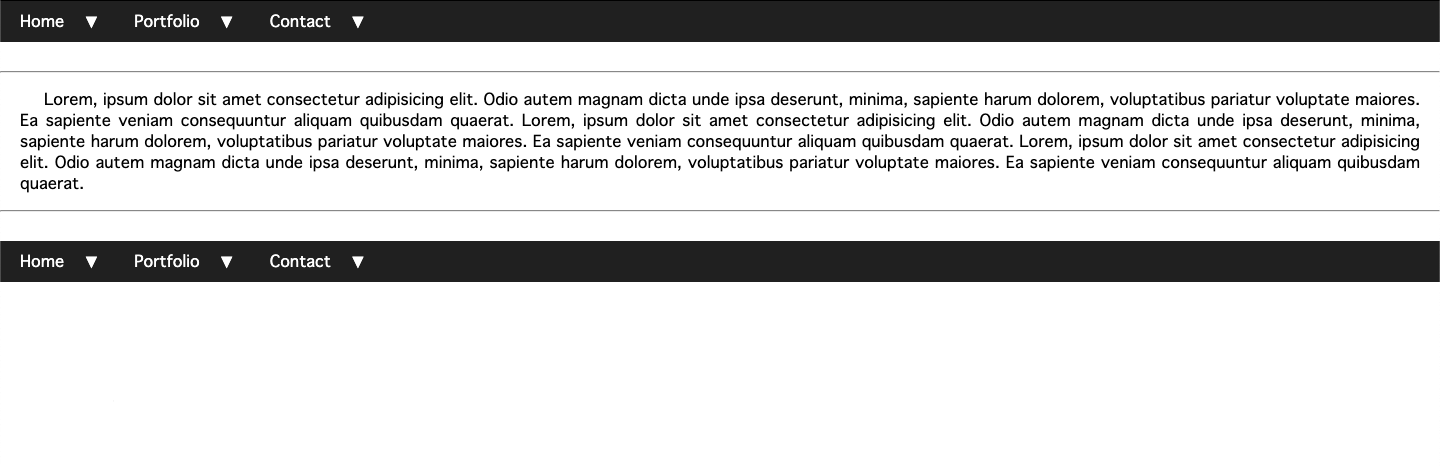 Home ▼ Portfolio ▼ Contact ▼
Lorem, ipsum dolor sit amet consectetur adipisicing elit. Odio autem magnam dicta unde ipsa deserunt, minima, sapiente harum dolorem, voluptatibus pariatur voluptate maiores.
Ea sapiente veniam consequuntur aliquam quibusdam quaerat. Lorem, ipsum dolor sit amet consectetur adipisicing elit. Odio autem magnam dicta unde ipsa deserunt, minima,
sapiente harum dolorem, voluptatibus pariatur voluptate maiores. Ea sapiente veniam consequuntur aliquam quibusdam quaerat. Lorem, ipsum dolor sit amet consectetur adipisicing
elit. Odio autem magnam dicta unde ipsa deserunt, minima, sapiente harum dolorem, voluptatibus pariatur voluptate maiores. Ea sapiente veniam consequuntur aliquam quibusdam
quaerat.
Home ▼ Portfolio ▼ Contact ▼